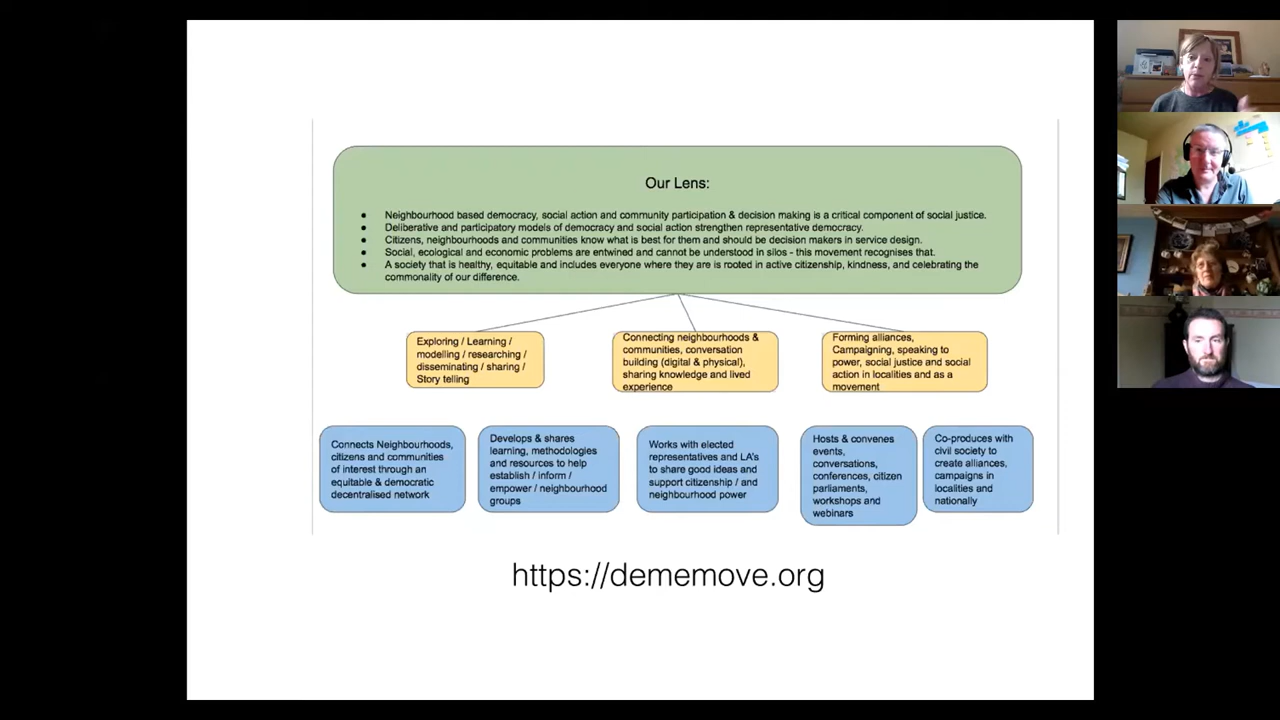 Our Lens:
● Neighbourhood based democracy, social action and community participation & decision making is a critical component of social justice.
● Deliberative and participatory models of democracy and social action strengthen representative democracy.
● Citizens, neighbourhoods and communities know what is best for them and should be decision makers in service design.
● Social, ecological and economic problems are entwined and cannot be understood in silos - this movement recognises that.
● A society that is healthy, equitable and includes everyone where they are is rooted in active citizenship, kindness, and celebrating the
commonality of our difference.
Exploring / Learning /
modelling / researching /
disseminating / sharing /
Story telling
Connecting neighbourhoods &
communities, conversation
building (digital & physical),
sharing knowledge and lived
experience
Forming alliances,
Campaigning, speaking to
power, social justice and social
action in localities and as a
movement
Connects Neighbourhoods,
citizens and communities
of interest through an
equitable & democratic
decentralised network
Develops & shares
learning, methodologies
and resources to help
establish / inform /
empower / neighbourhood
groups
Works with elected
representatives and LA's
to share good ideas and
support citizenship / and
neighbourhood power
Hosts & convenes
events,
conversations,
conferences, citizen
parliaments,
workshops and
webinars
Co-produces with
civil society to
create alliances,
campaigns in
localities and
nationally
https://dememove.org